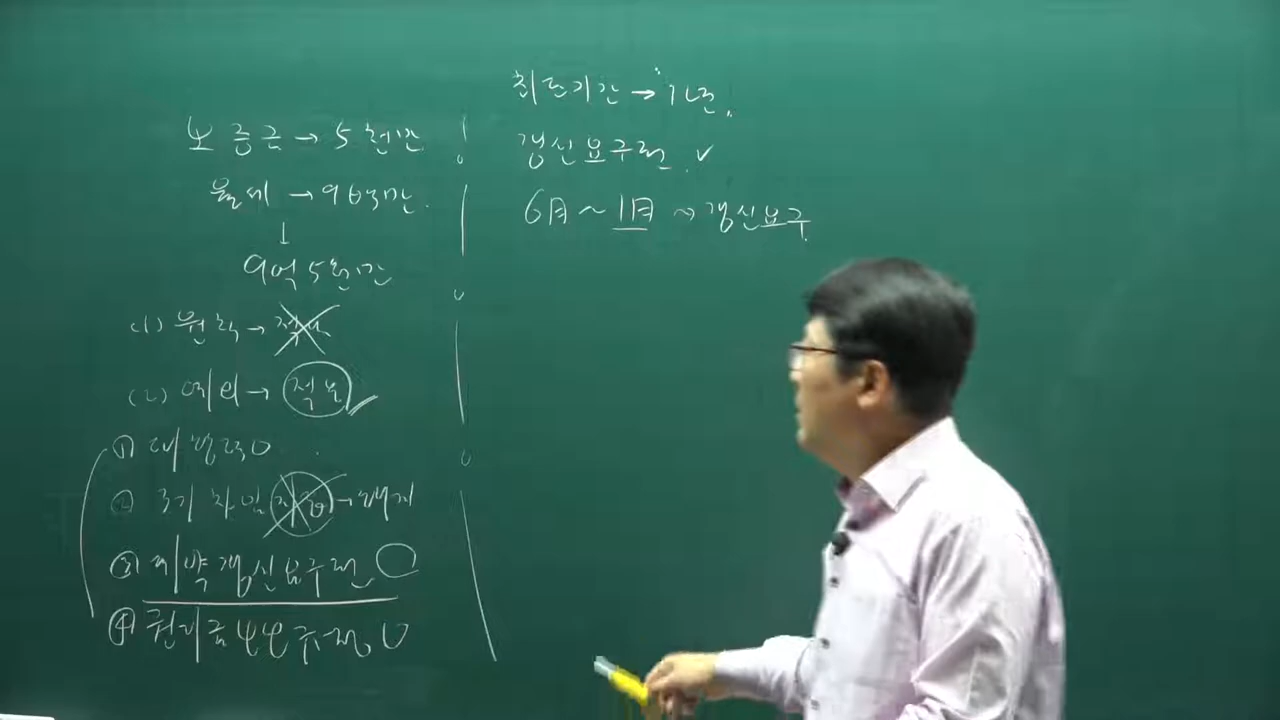 보증금→5천만
월세→90만.
↓
9억5천만
(1) 원칙→적용
(2) 예외→적용
① 대항력O
② 3기 차임→해지
③ 계약갱신요구권 O
④ 권리금 O
최단기간→1년.
갱신요구권.✓
6月~1月~갱신요구.